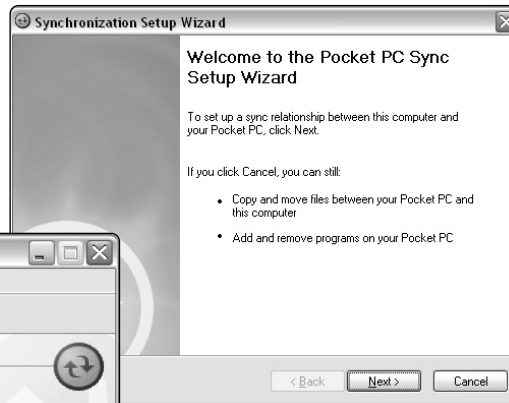 Synchronization Setup Wizard
Welcome to the Pocket PC Sync
Setup Wizard
To set up a sync relationship between this computer and
your Pocket PC, click Next.
If you click Cancel, you can still:
• Copy and move files between your Pocket PC and
this computer
• Add and remove programs on your Pocket PC
< Back Next > Cancel